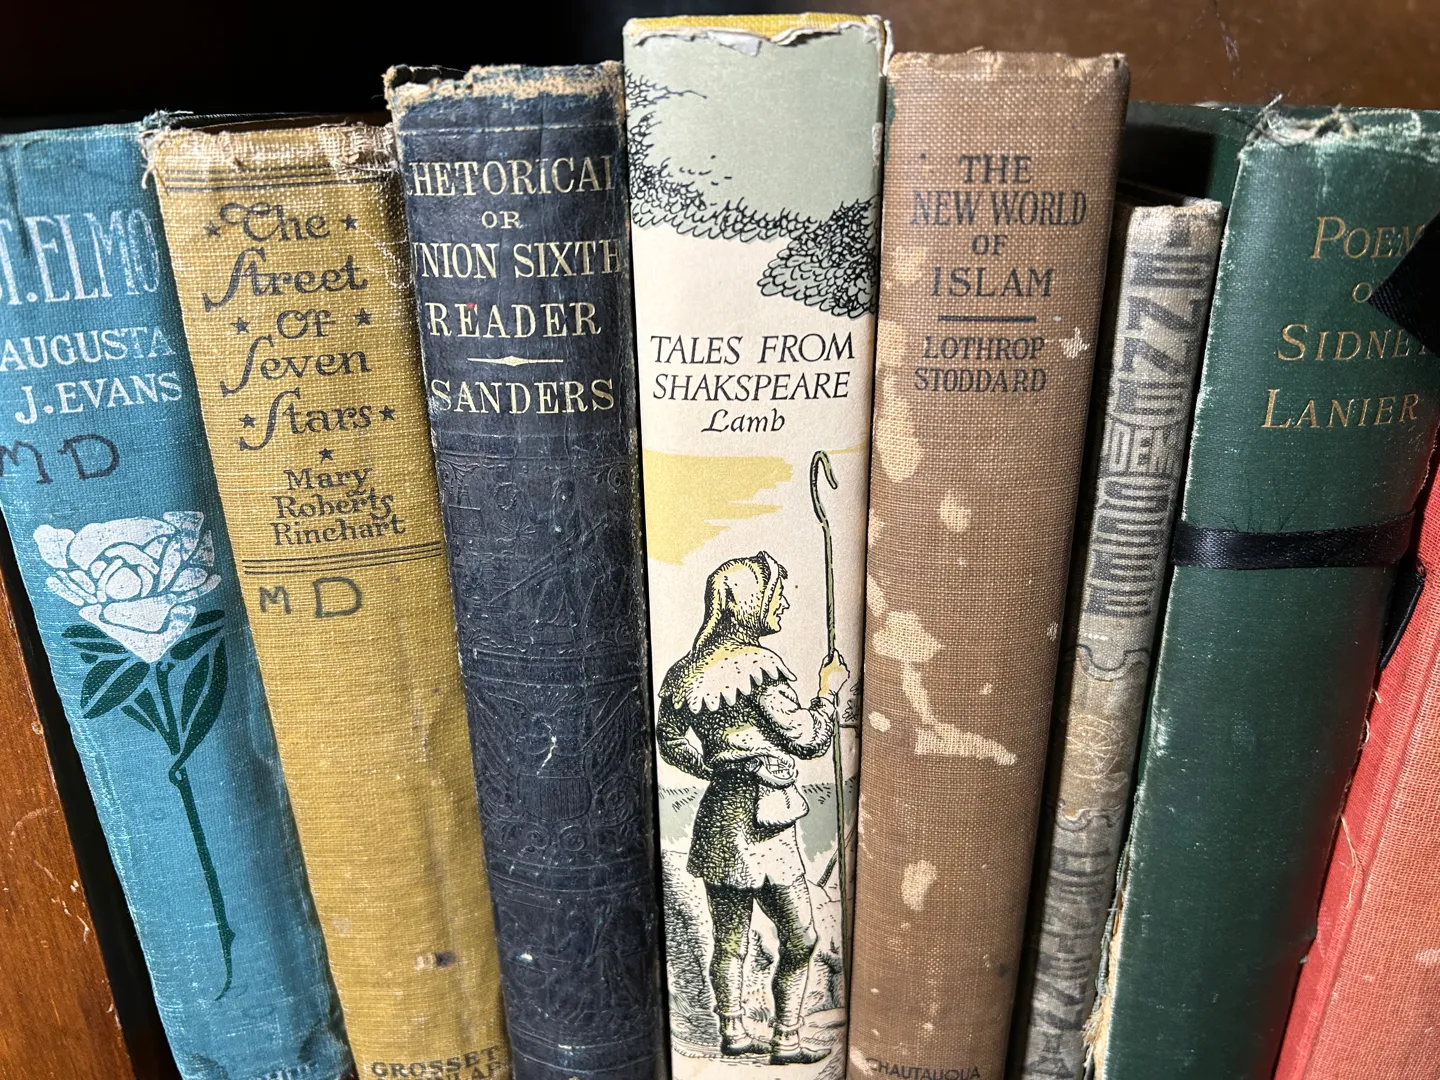 T.ELMO
AUGUSTA
J. EVANS
MD
The
Street
Of
Seven
Stars
Mary
Roberts
Rinehart
MD
GROSSET
HETORICAL
OR
NION SIXTH
READER
SANDERS
TALES FROM
SHAKSPEARE
Lamb
THE
NEW WORLD
OF
ISLAM
LOTHROP
STODDARD
CHAUTAUQUA
POEM
O
SIDNE
LANIER